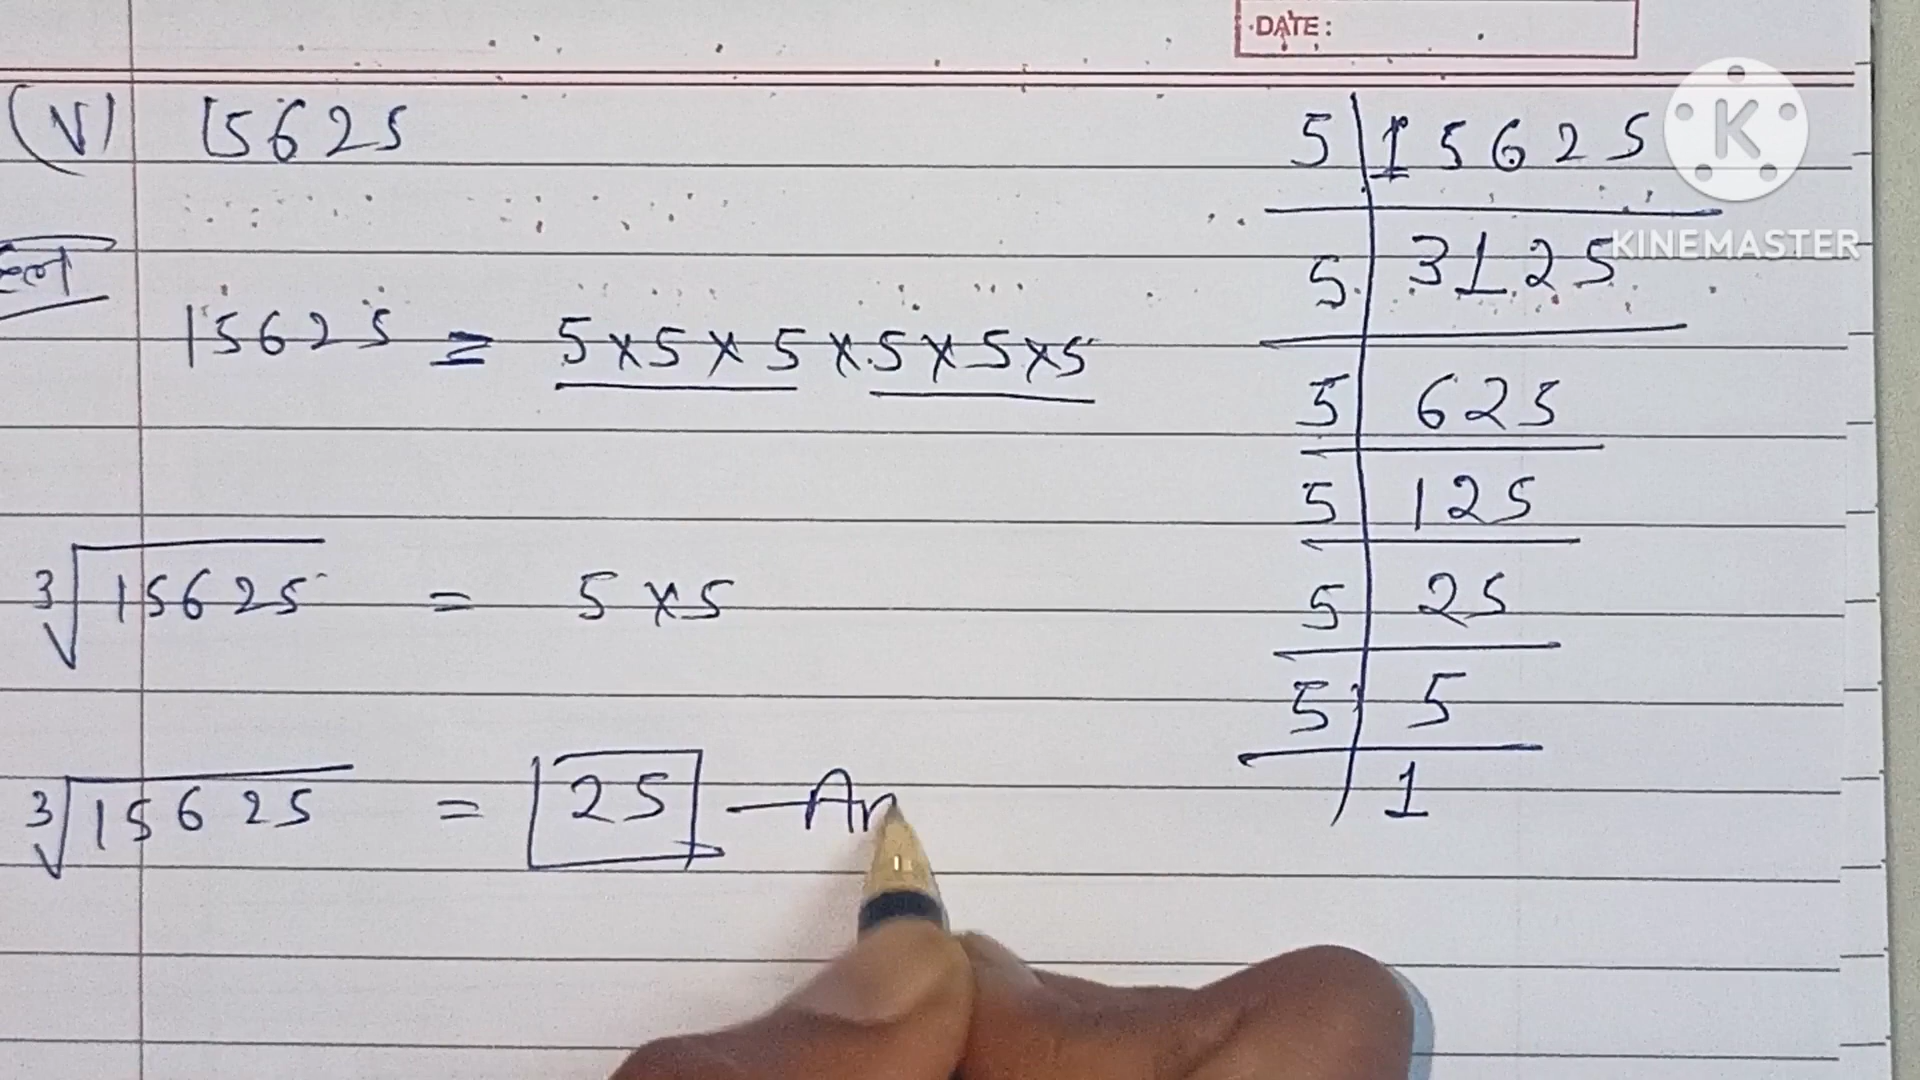 DATE:
(V) 15625
हल
15625 = 5×5×5×5×5×5
∛15625 = 5×5
∛15625 = 25 — An
5 | 15625
5 | 3125
5 | 625
5 | 125
5 | 25
5 | 5
1
KINEMASTER